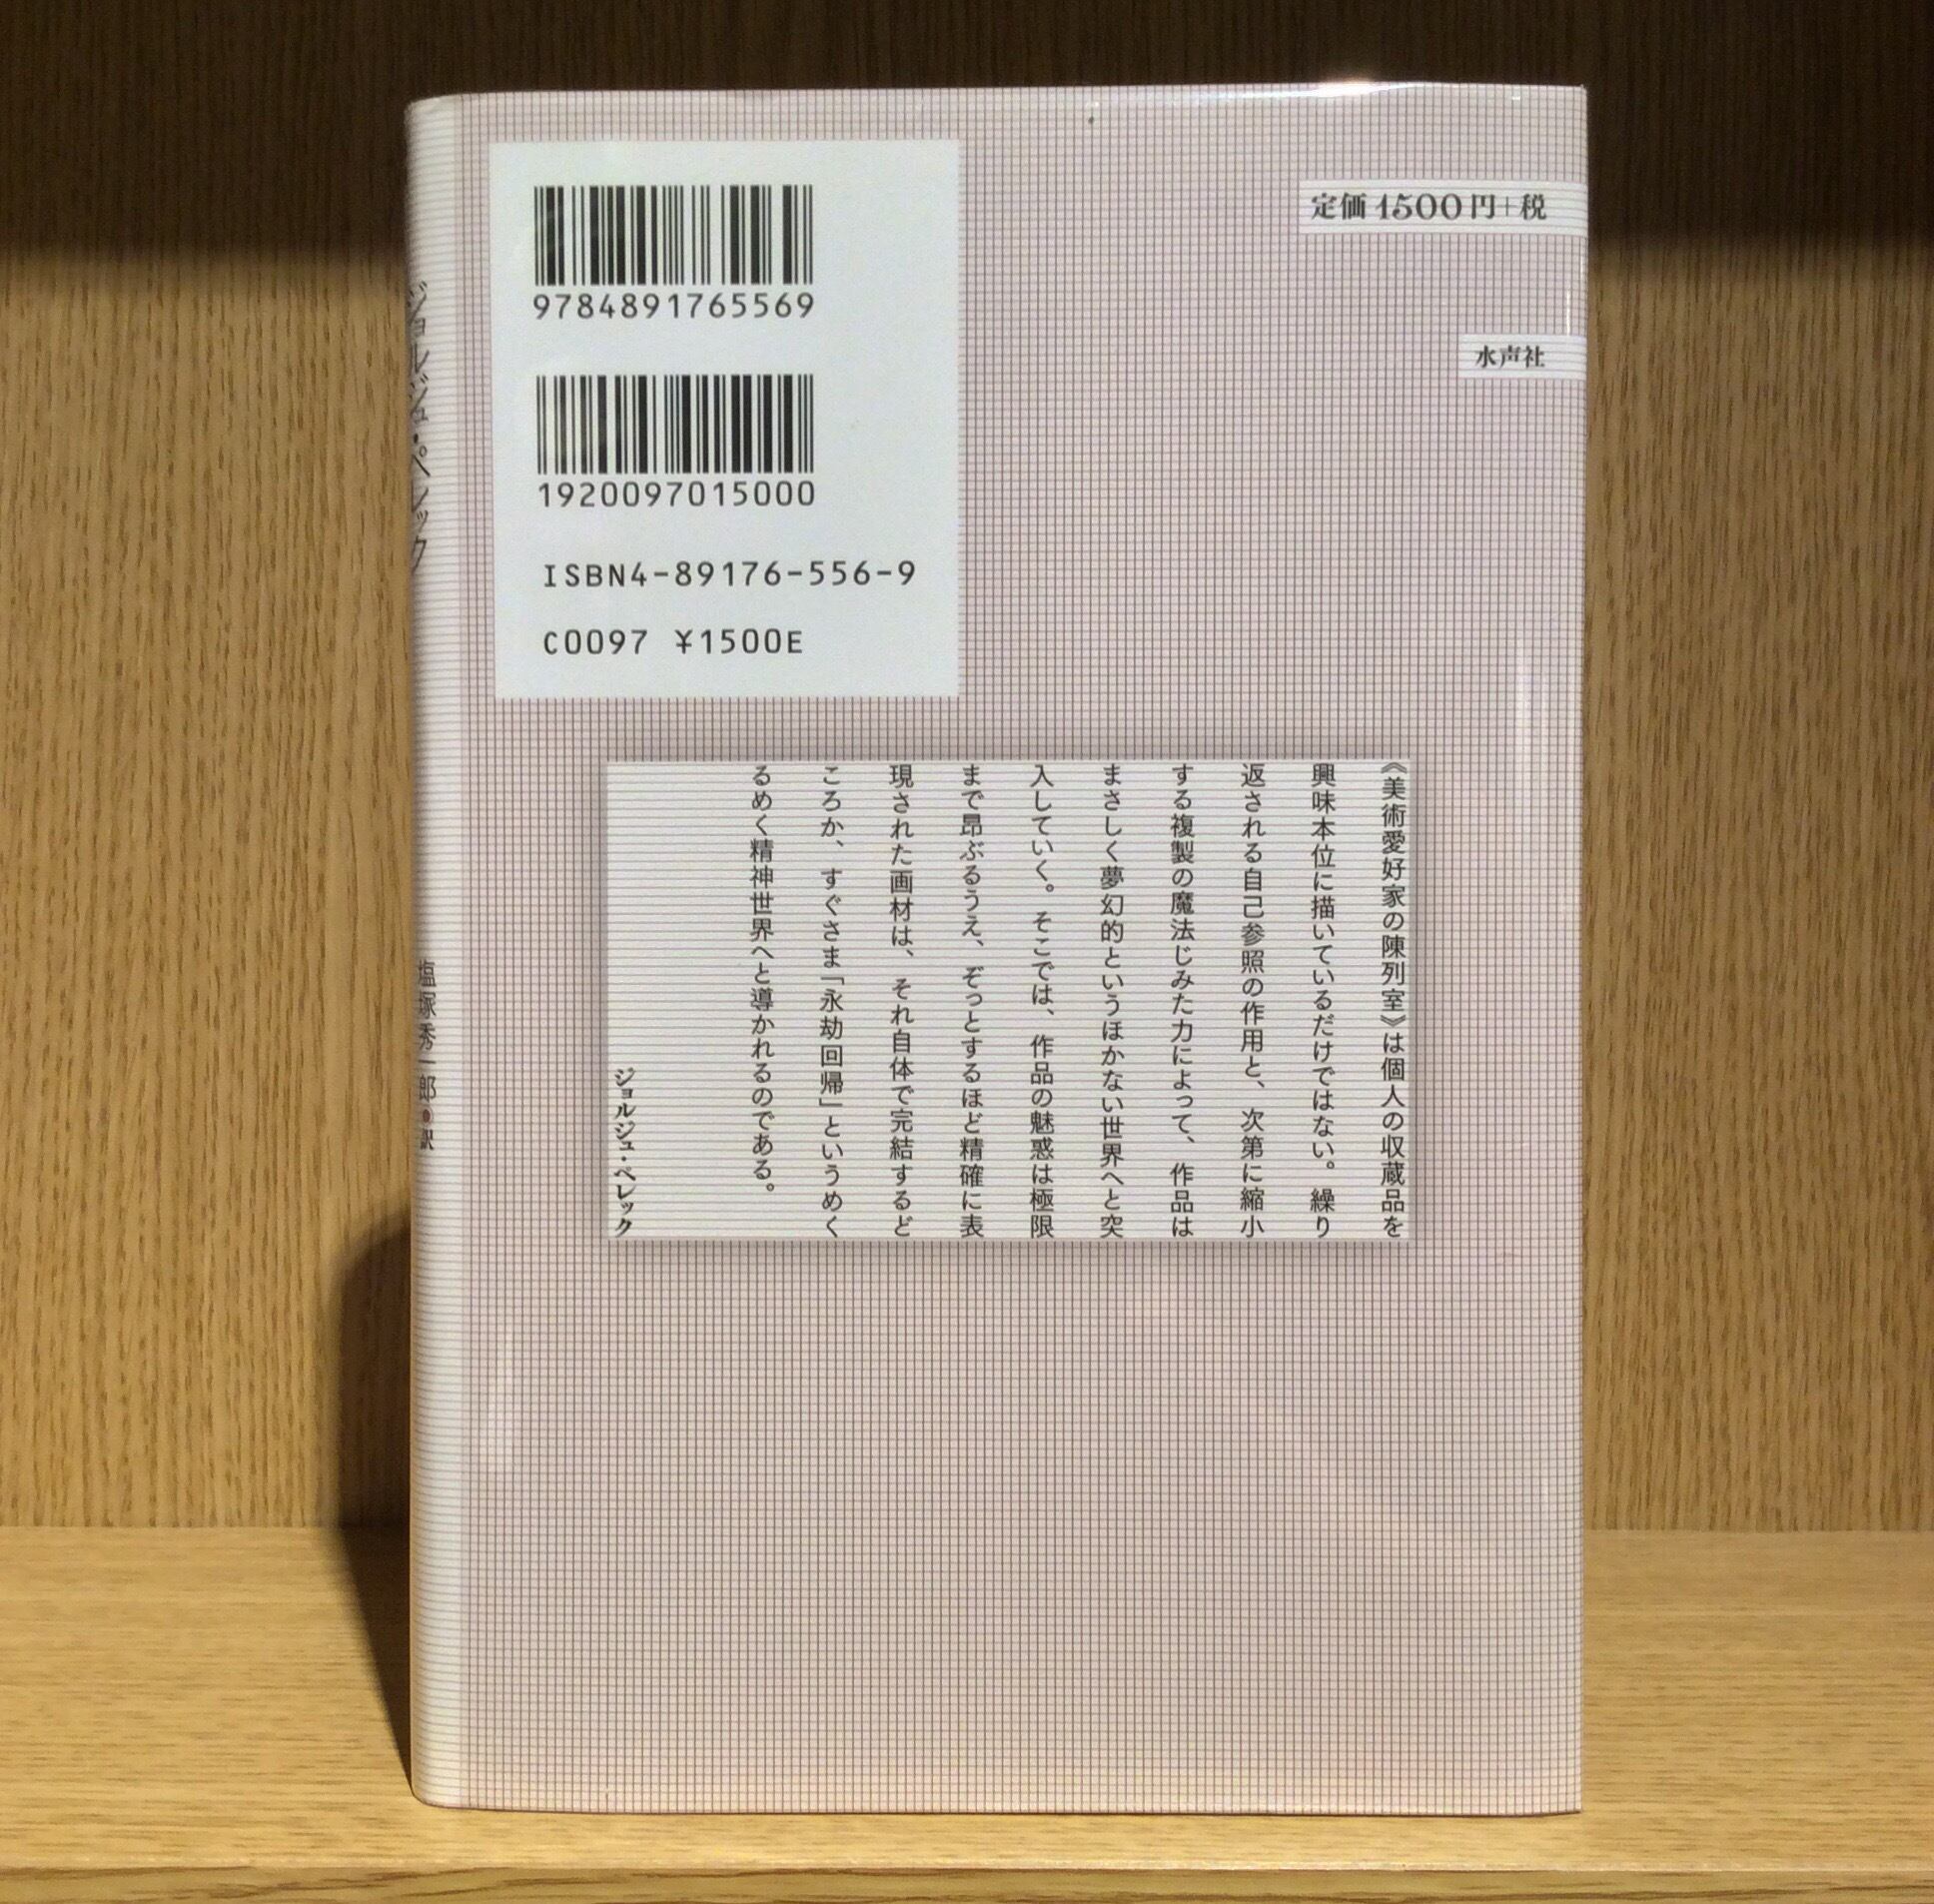 9784891765569
1920097015000
ISBN4-89176-556-9
C0097 ¥1500E
定価1500円+税
水声社
《美術愛好家の陳列室》は個人の収蔵品を
興味本位に描いているだけではない。繰り
返される自己参照の作用と、次第に縮小
する複製の魔法じみた力によって、作品は
まさしく夢幻的というほかない世界へと突
入していく。そこでは、作品の魅惑は極限
まで昂ぶるうえ、ぞっとするほど精確に表
現された画材は、それ自体で完結するど
ころか、すぐさま「永劫回帰」というめく
るめく精神世界へと導かれるのである。
ジョルジュ・ペレック
ジョルジュ・ペレック
塩塚秀一郎●訳